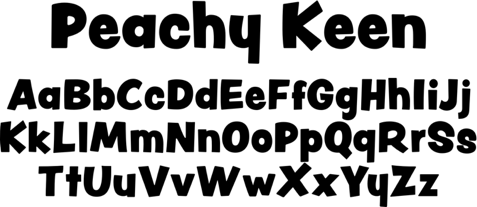 Peachy Keen
AaBbCcDdEeFfGgHhIiJj
KkLlMmNnOoPpQqRrSs
TtUuVvWwXxYyZz